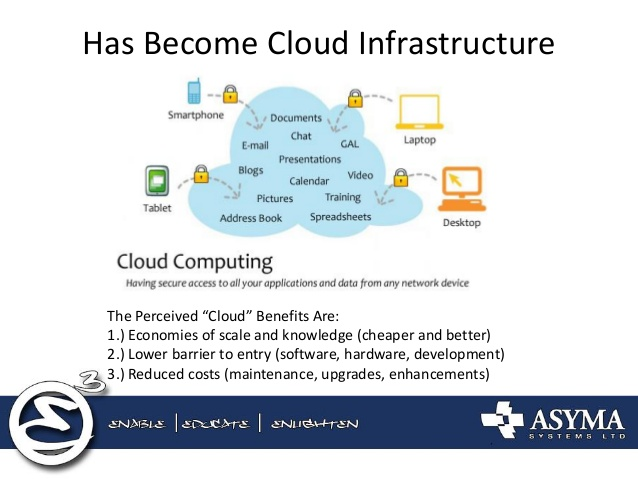 Has Become Cloud Infrastructure
Smartphone
Documents
Chat
E-mail
GAL
Laptop
Presentations
Blogs
Calendar
Video
Tablet
Pictures
Training
Address Book
Spreadsheets
Desktop
Cloud Computing
Having secure access to all your applications and data from any network device
The Perceived “Cloud” Benefits Are:
1.) Economies of scale and knowledge (cheaper and better)
2.) Lower barrier to entry (software, hardware, development)
3.) Reduced costs (maintenance, upgrades, enhancements)
3
ENABLE | EDUCATE | ENLIGHTEN
ASYMA
SYSTEMS LTD